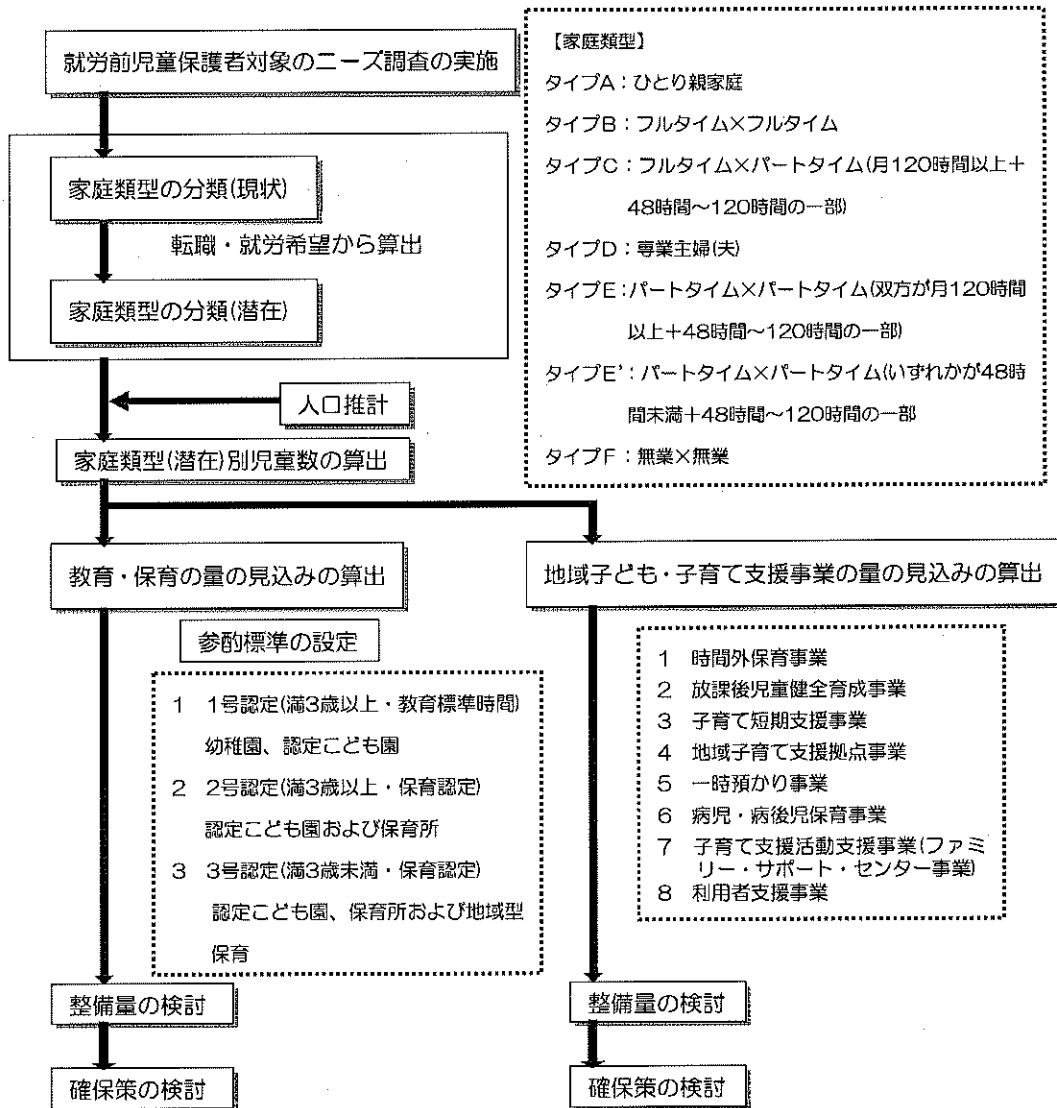 就労前児童保護者対象のニーズ調査の実施
家庭類型の分類(現状)
転職・就労希望から算出
家庭類型の分類(潜在)
人口推計
家庭類型(潜在)別児童数の算出
【家庭類型】
タイプA：ひとり親家庭
タイプB：フルタイム×フルタイム
タイプC：フルタイム×パートタイム(月120時間以上＋
48時間～120時間の一部)
タイプD：専業主婦(夫)
タイプE：パートタイム×パートタイム(双方が月120時間
以上＋48時間～120時間の一部)
タイプE'：パートタイム×パートタイム(いずれかが48時
間未満＋48時間～120時間の一部
タイプF：無業×無業
教育・保育の量の見込みの算出
参酌標準の設定
1 1号認定(満3歳以上・教育標準時間)
幼稚園、認定こども園
2 2号認定(満3歳以上・保育認定)
認定こども園および保育所
3 3号認定(満3歳未満・保育認定)
認定こども園、保育所および地域型
保育
整備量の検討
確保策の検討
地域子ども・子育て支援事業の量の見込みの算出
1 時間外保育事業
2 放課後児童健全育成事業
3 子育て短期支援事業
4 地域子育て支援拠点事業
5 一時預かり事業
6 病児・病後児保育事業
7 子育て支援活動支援事業(ファミ
リー・サポート・センター事業)
8 利用者支援事業
整備量の検討
確保策の検討